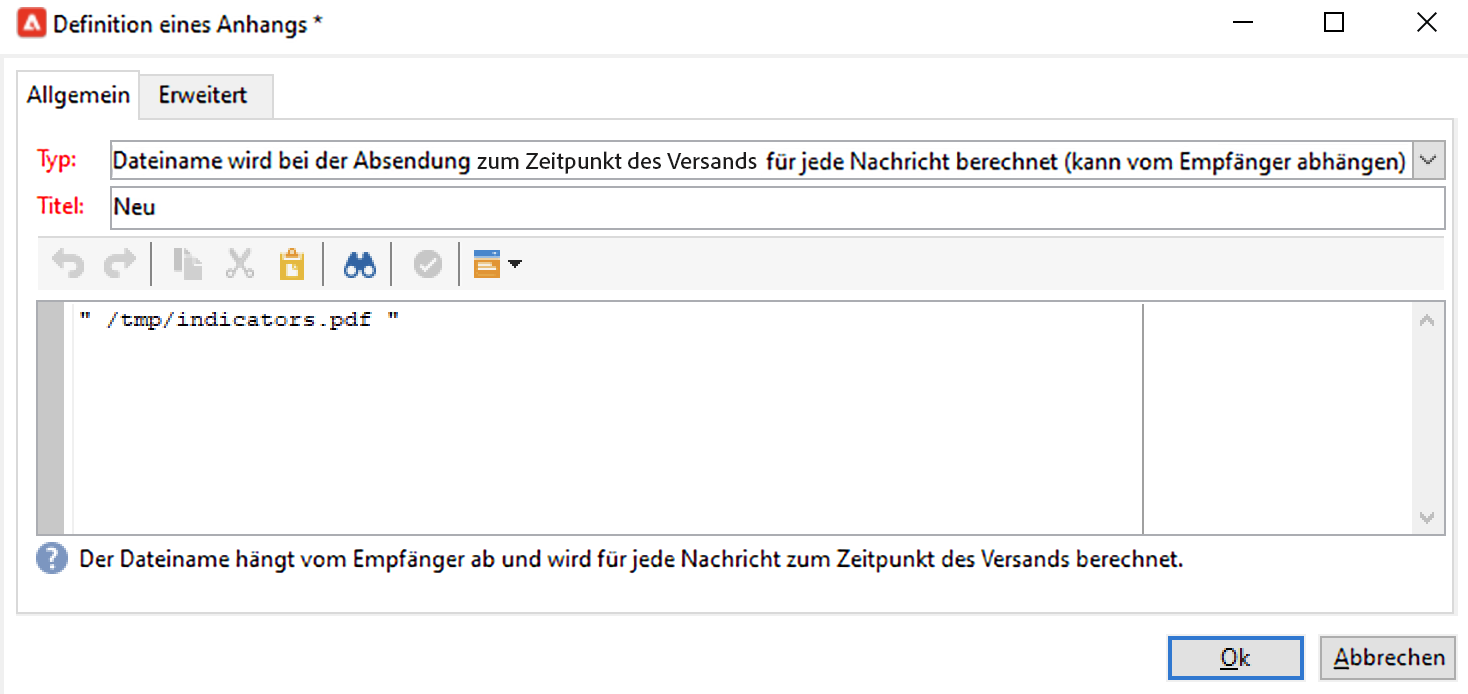 Definition eines Anhangs *
Allgemein Erweitert
Typ: Dateiname wird bei der Absendung zum Zeitpunkt des Versands für jede Nachricht berechnet (kann vom Empfänger abhängen)
Titel: Neu
" /tmp/indicators.pdf "
? Der Dateiname hängt vom Empfänger ab und wird für jede Nachricht zum Zeitpunkt des Versands berechnet.
Ok Abbrechen